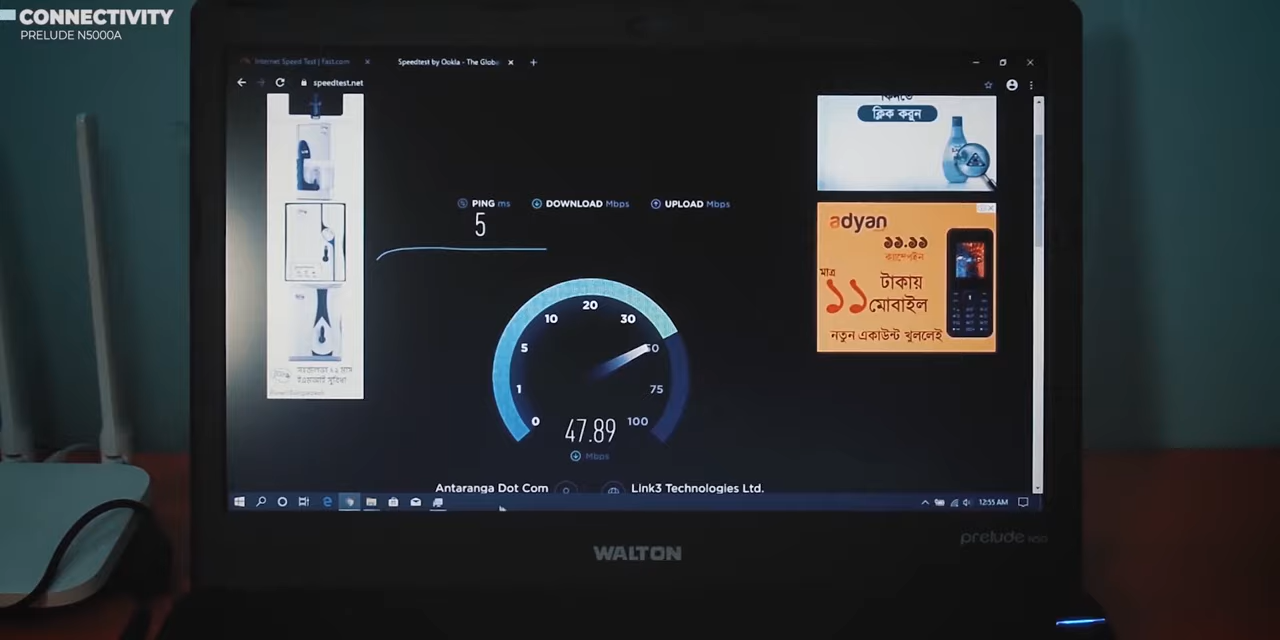 CONNECTIVITY
PRELUDE N5000A
Internet Speed Test | Fast.com
Speedtest by Ookla - The Globa
speedtest.net
ক্লিক করুন
PING ms
DOWNLOAD Mbps
UPLOAD Mbps
5
adyan
১১.১১
ক্যাম্পেইন
মাত্র
১১
টাকায়
মোবাইল
নতুন একাউন্ট খুললেই
0
1
5
10
20
30
50
75
100
47.89
Mbps
Antaranga Dot Com
Link3 Technologies Ltd.
12:55 AM
WALTON
prelude N50